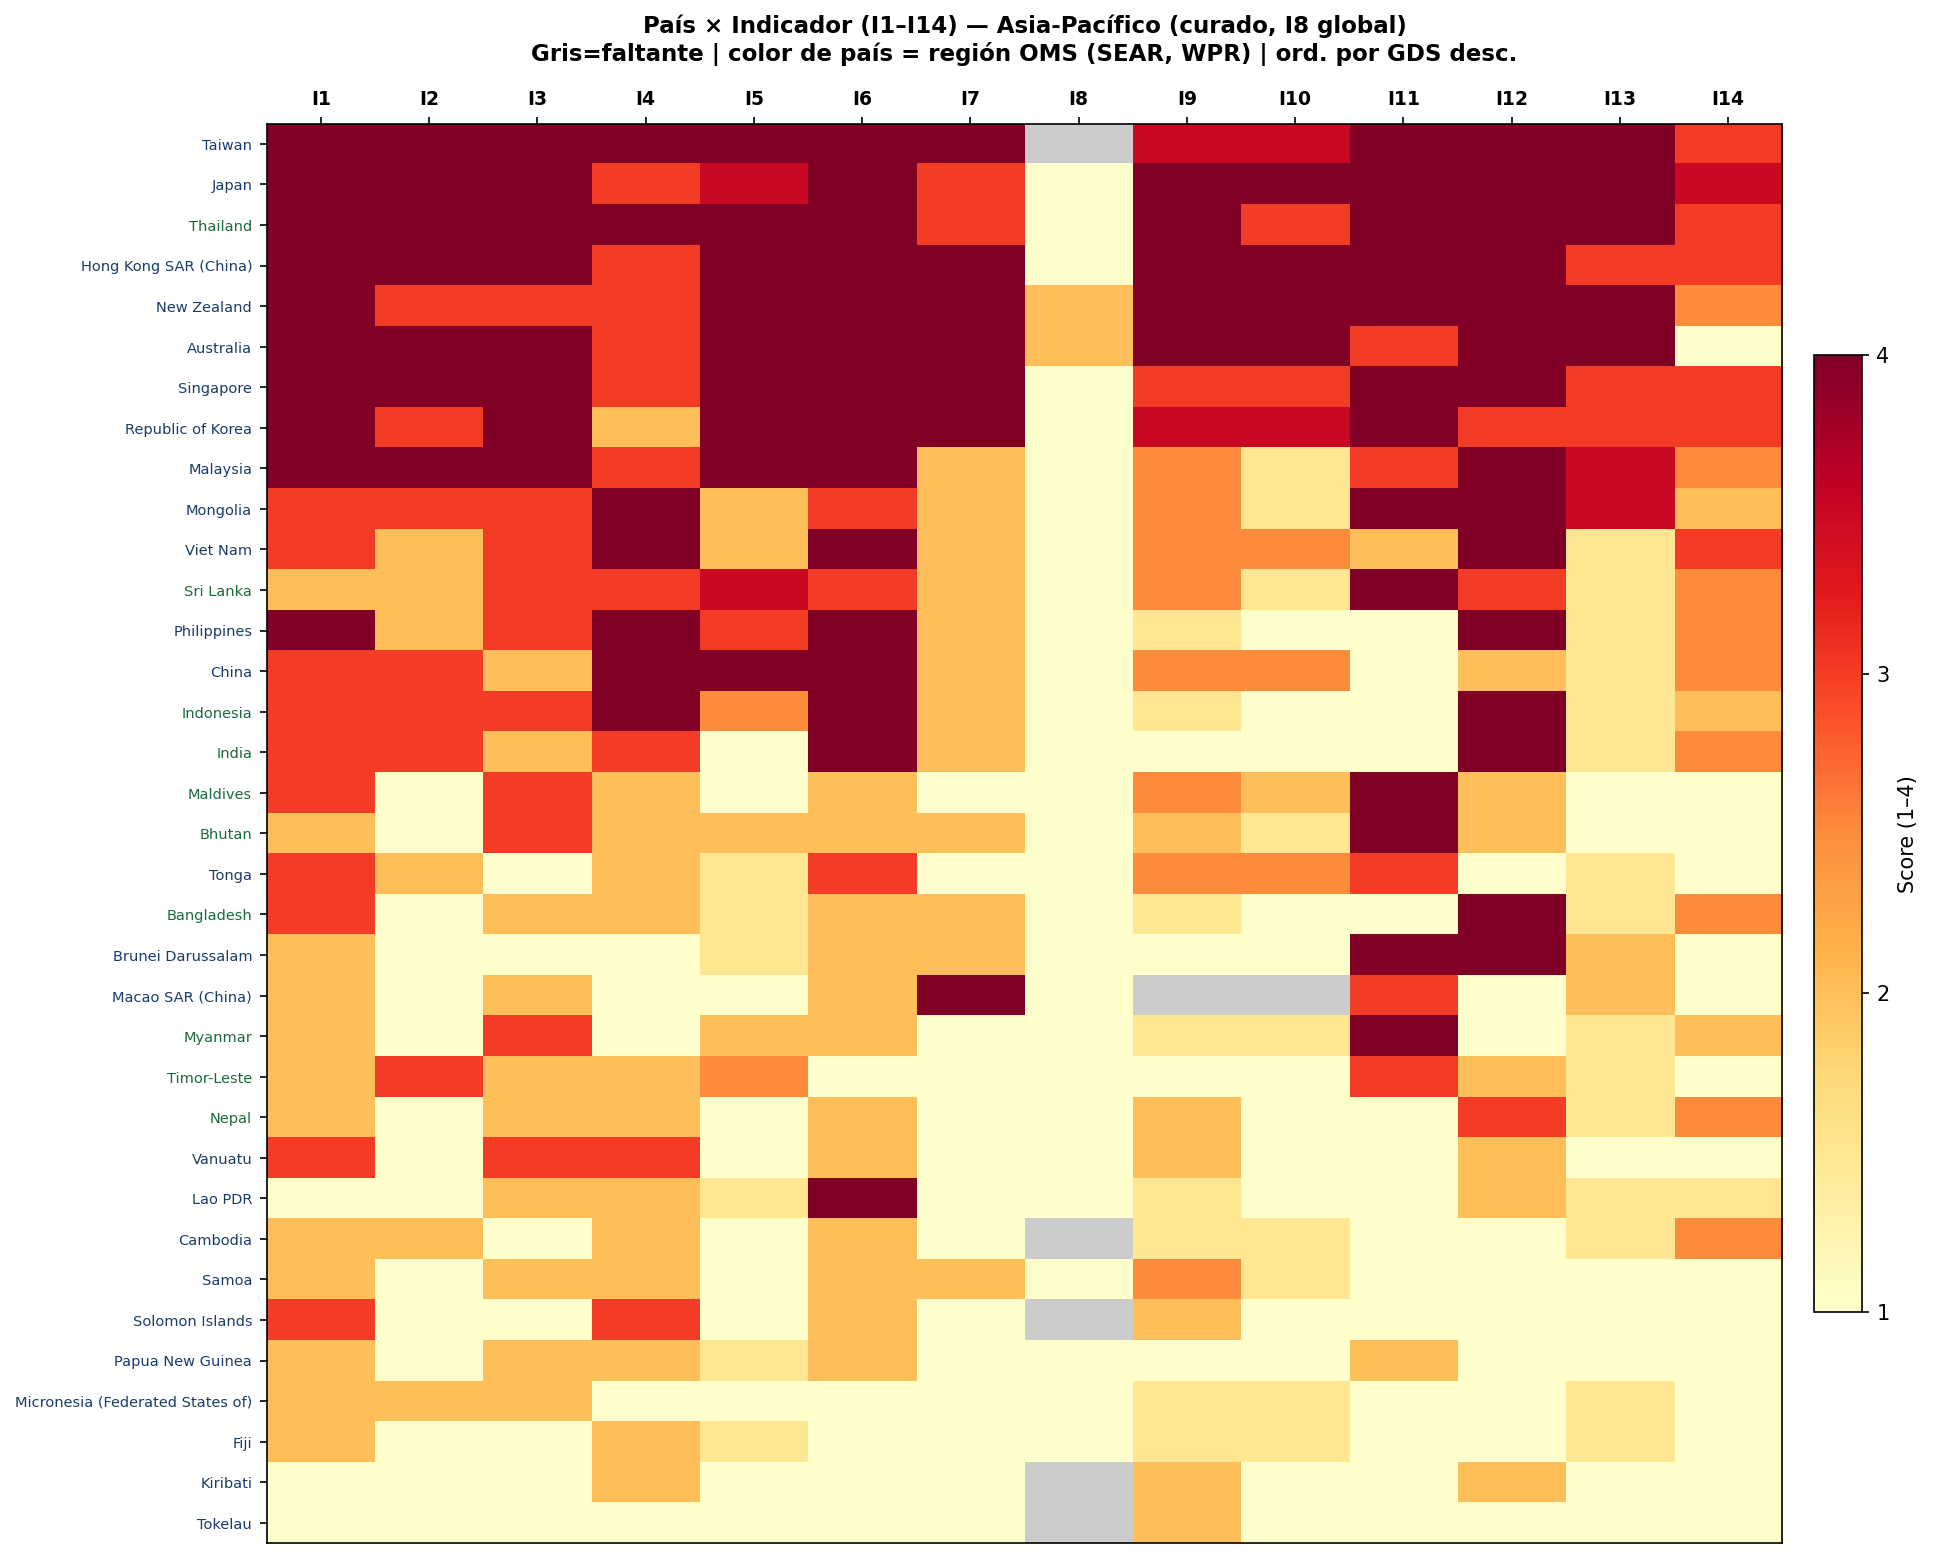 País × Indicador (I1–I14) — Asia-Pacífico (curado, I8 global)
Gris=faltante | color de país = región OMS (SEAR, WPR) | ord. por GDS desc.
I1 I2 I3 I4 I5 I6 I7 I8 I9 I10 I11 I12 I13 I14
Taiwan
Japan
Thailand
Hong Kong SAR (China)
New Zealand
Australia
Singapore
Republic of Korea
Malaysia
Mongolia
Viet Nam
Sri Lanka
Philippines
China
Indonesia
India
Maldives
Bhutan
Tonga
Bangladesh
Brunei Darussalam
Macao SAR (China)
Myanmar
Timor-Leste
Nepal
Vanuatu
Lao PDR
Cambodia
Samoa
Solomon Islands
Papua New Guinea
Micronesia (Federated States of)
Fiji
Kiribati
Tokelau
4
3
2
1
Score (1–4)